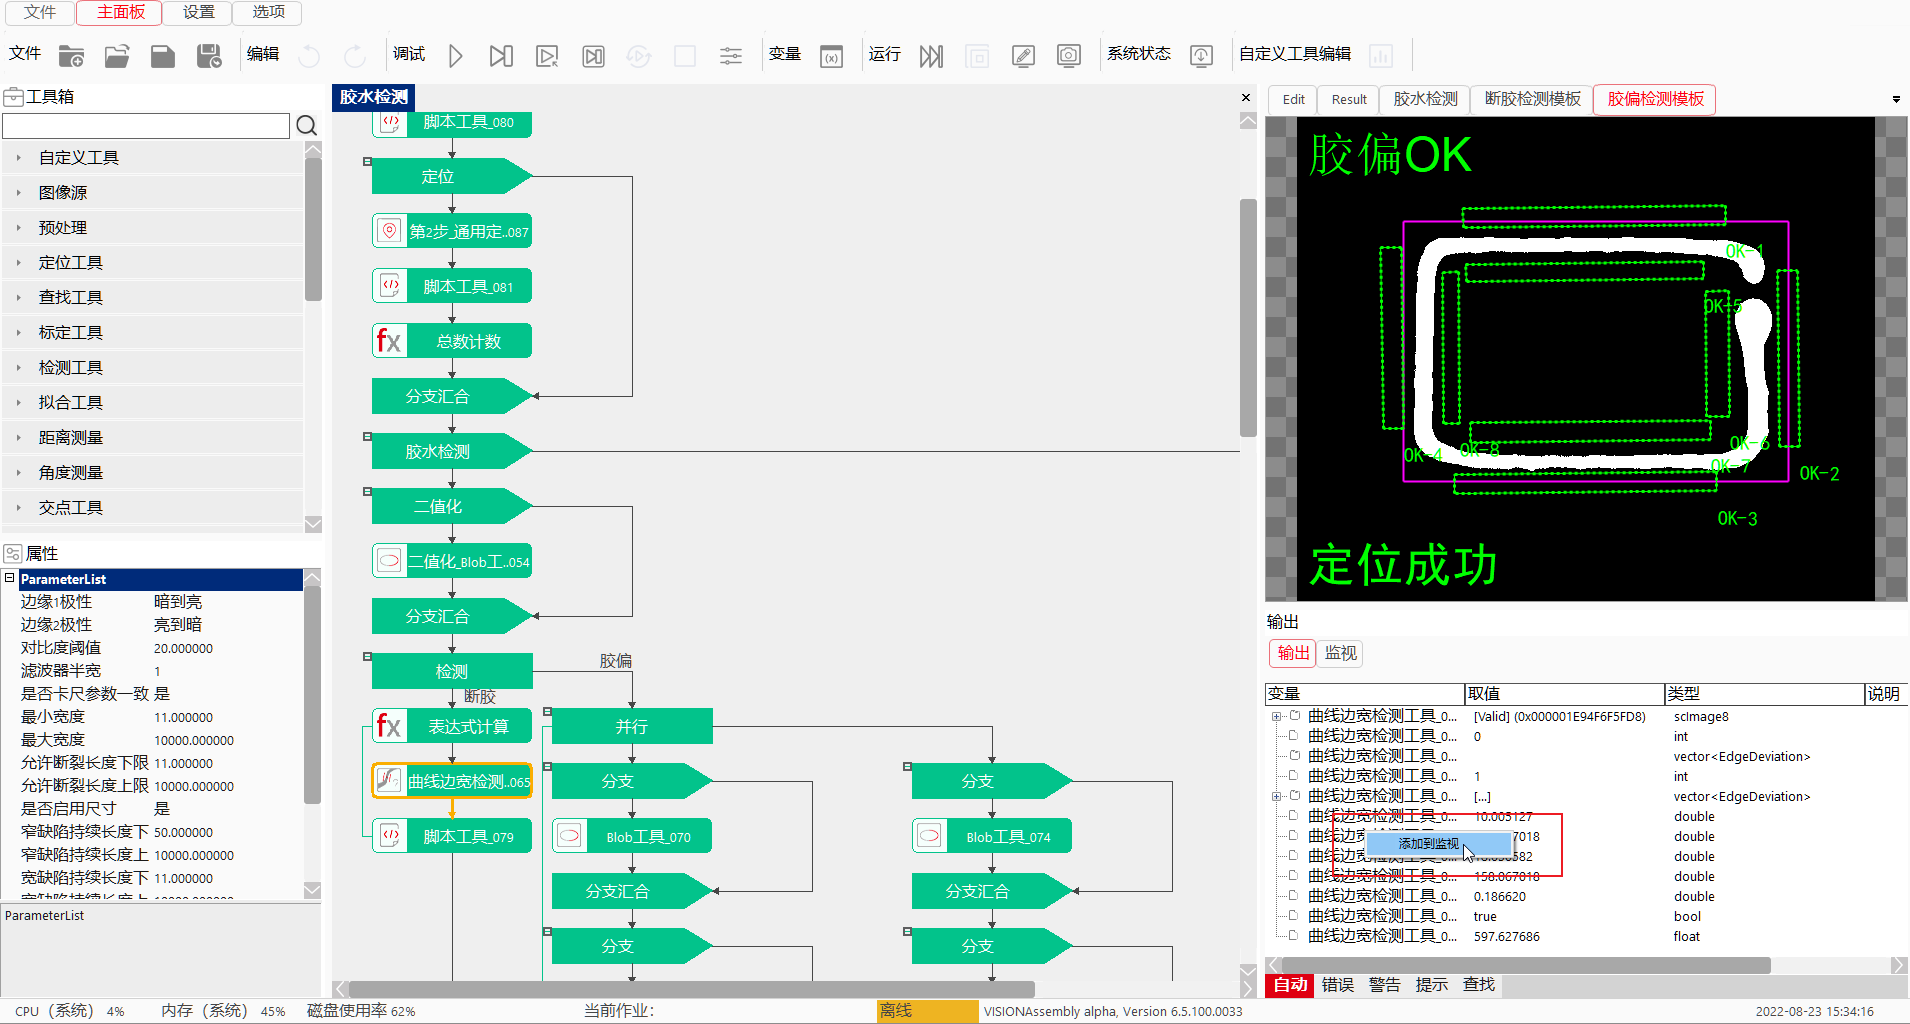 文件 主面板 设置 选项
文件 编辑 调试 变量 (x) 运行 系统状态 自定义工具编辑
工具箱
自定义工具
图像源
预处理
定位工具
查找工具
标定工具
检测工具
拟合工具
距离测量
角度测量
交点工具
属性
ParameterList
边缘1极性 暗到亮
边缘2极性 亮到暗
对比度阈值 20.000000
滤波器半宽 1
是否卡尺参数一致 是
最小宽度 11.000000
最大宽度 10000.000000
允许断裂长度下限 11.000000
允许断裂长度上限 10000.000000
是否启用尺寸 是
窄缺陷持续长度下 50.000000
窄缺陷持续长度上 10000.000000
宽缺陷持续长度下 11.000000
ParameterList
胶水检测
脚本工具_080
定位
第2步_通用定..087
脚本工具_081
fx 总数计数
分支汇合
胶水检测
二值化
二值化_Blob工..054
分支汇合
检测
胶偏
断胶
fx 表达式计算
并行
曲线边宽检测..065
分支
分支
脚本工具_079
Blob工具_070
Blob工具_074
分支汇合
分支汇合
分支
分支
Edit Result 胶水检测 断胶检测模板 胶偏检测模板
胶偏OK
OK-1
OK-5
OK-6
OK-4 OK-8
OK-7
OK-2
OK-3
定位成功
输出
输出 监视
变量 取值 类型 说明
曲线边宽检测工具_0... [Valid] (0x000001E94F6F5FD8) scImage8
曲线边宽检测工具_0... 0 int
曲线边宽检测工具_0... vector<EdgeDeviation>
曲线边宽检测工具_0... 1 int
曲线边宽检测工具_0... [...] vector<EdgeDeviation>
曲线边宽检测工具_0... 10.005127 double
7018 double
添加到监视
582 double
曲线边宽检测工具_0... 158.067018 double
曲线边宽检测工具_0... 0.186620 double
曲线边宽检测工具_0... true bool
曲线边宽检测工具_0... 597.627686 float
自动 错误 警告 提示 查找
CPU（系统） 4% 内存（系统） 45% 磁盘使用率 62% 当前作业： 离线 VISIONAssembly alpha, Version 6.5.100.0033 2022-08-23 15:34:16